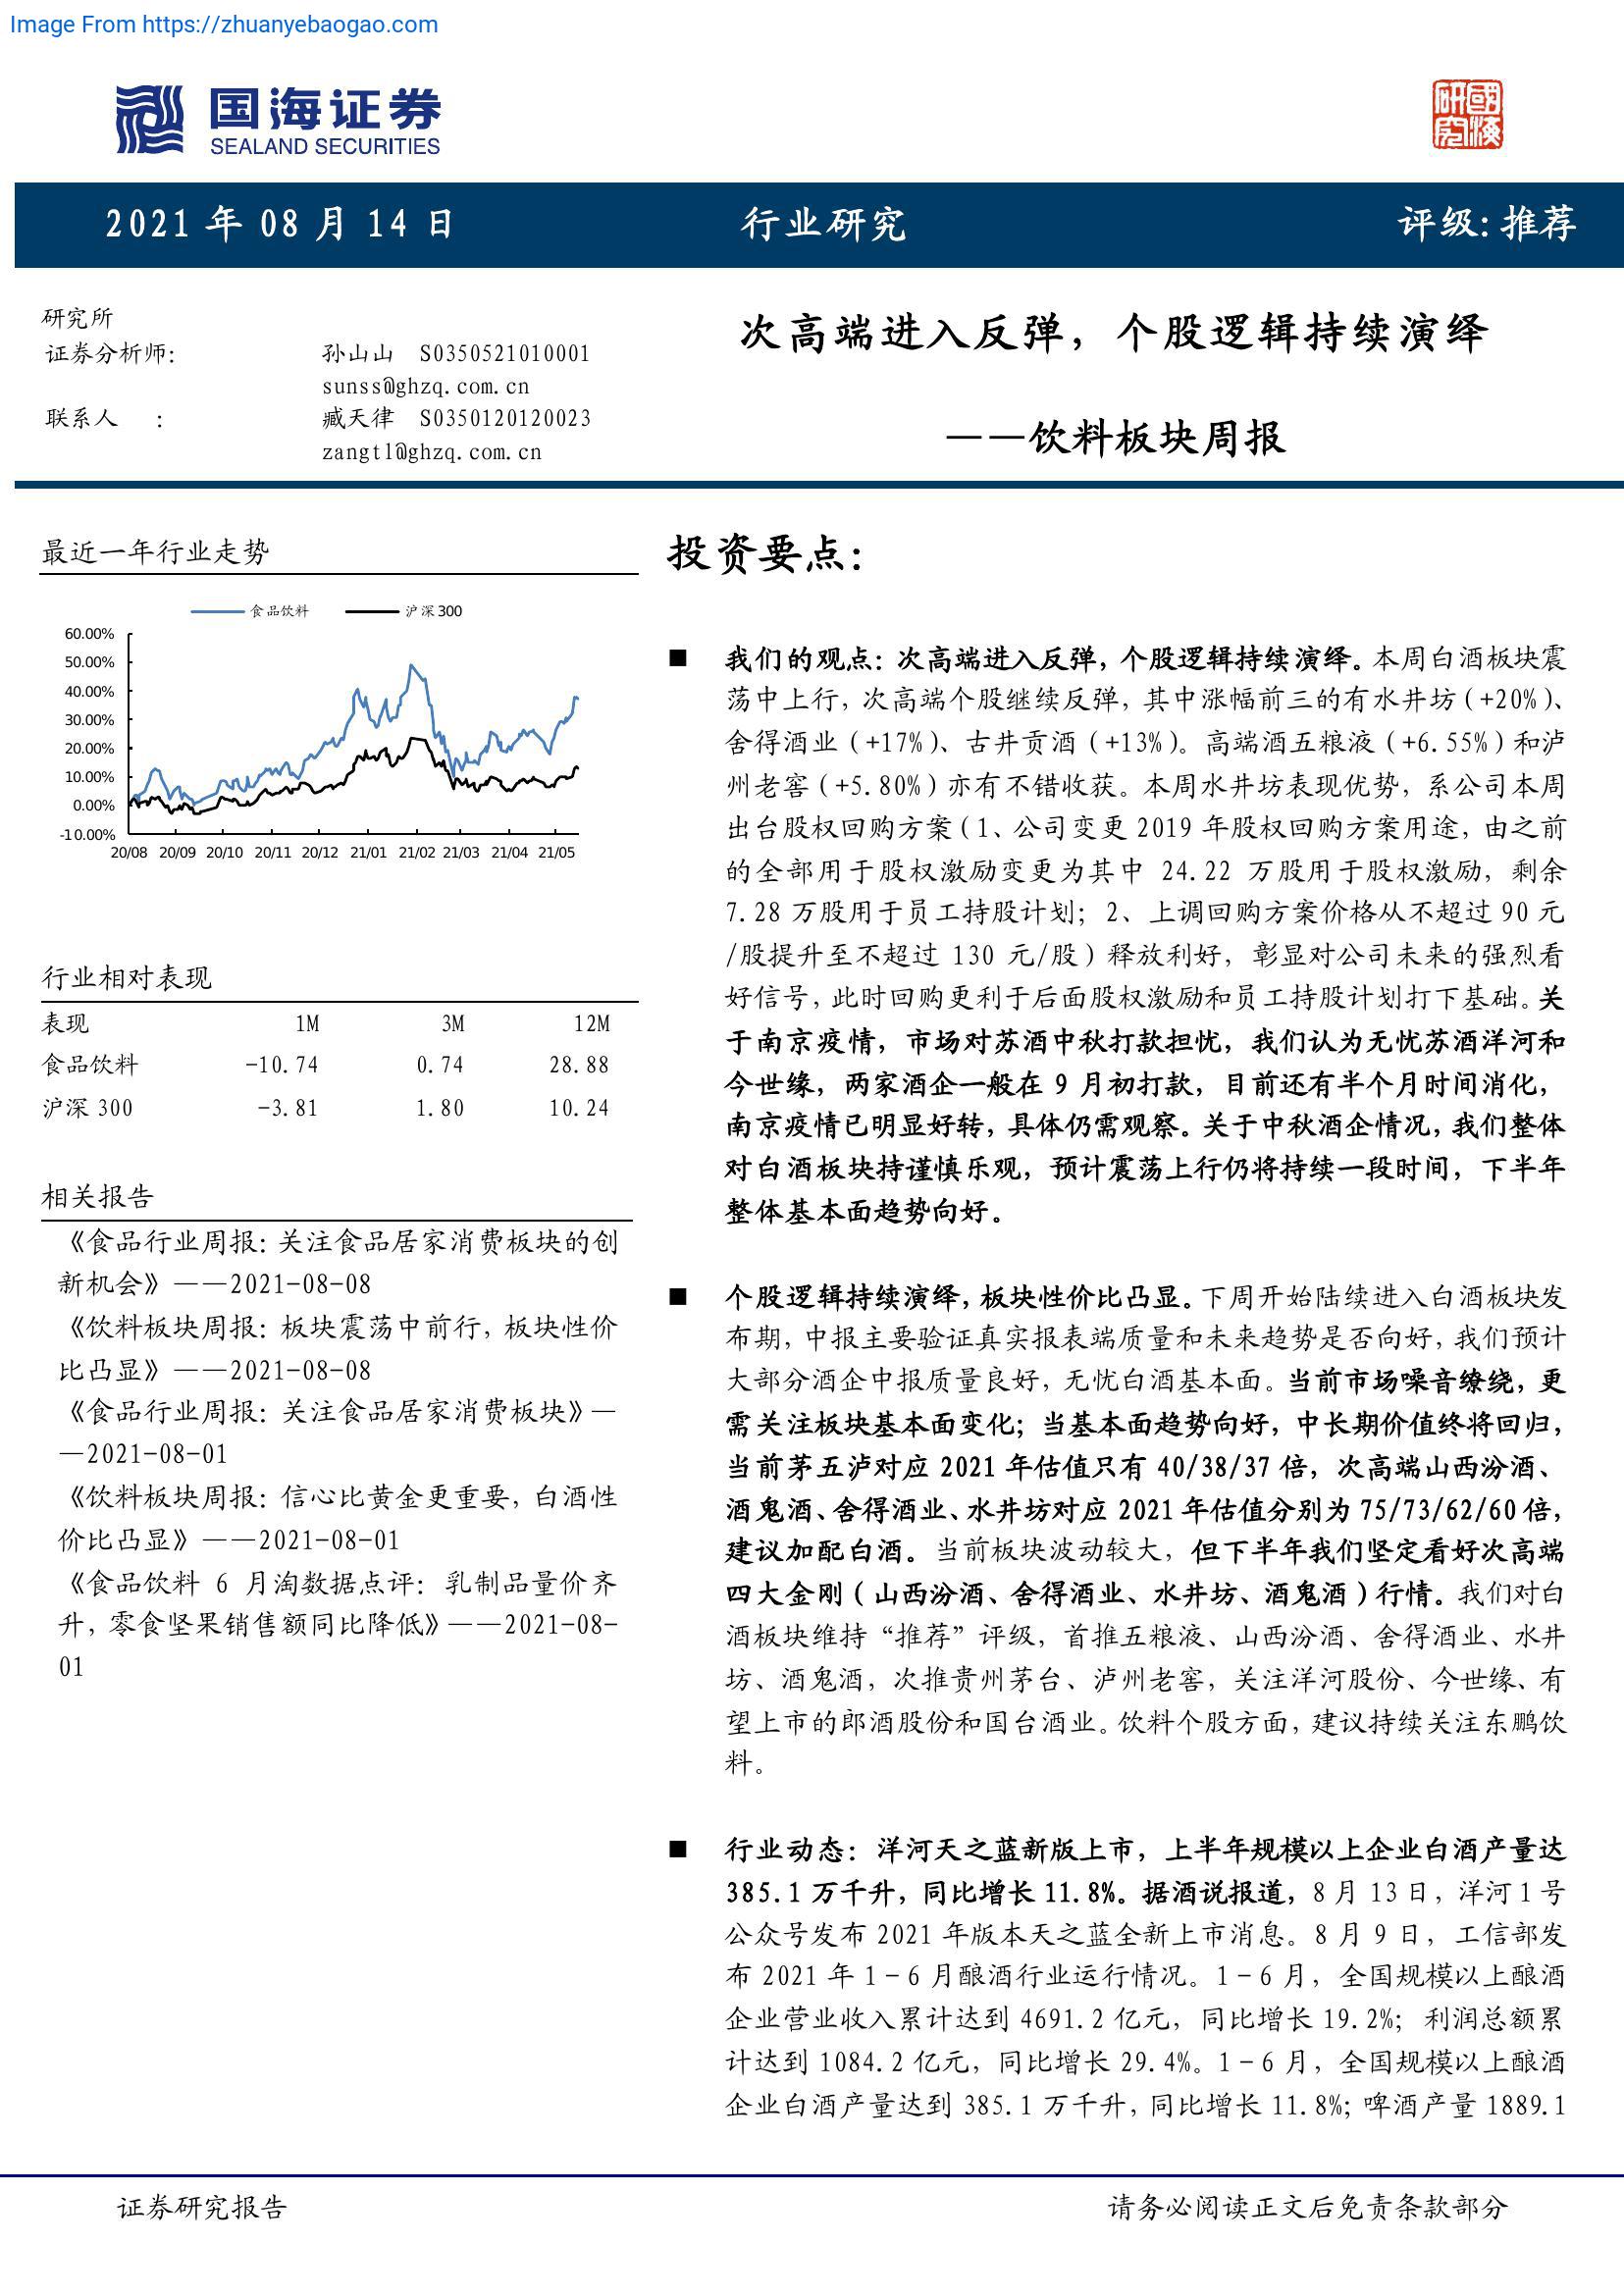 Image From https://zhuanyebaogao.com
国海证券
SEALAND SECURITIES
國海研究
2021 年 08 月 14 日 行业研究 评级:推荐
研究所
证券分析师: 孙山山 S0350521010001
sunss@ghzq.com.cn
联系人 : 臧天律 S0350120120023
zangtl@ghzq.com.cn
次高端进入反弹，个股逻辑持续演绎
——饮料板块周报
最近一年行业走势
食品饮料 沪深300
60.00%
50.00%
40.00%
30.00%
20.00%
10.00%
0.00%
-10.00%
20/08 20/09 20/10 20/11 20/12 21/01 21/02 21/03 21/04 21/05
行业相对表现
表现 1M 3M 12M
食品饮料 -10.74 0.74 28.88
沪深 300 -3.81 1.80 10.24
相关报告
《食品行业周报：关注食品居家消费板块的创
新机会》——2021-08-08
《饮料板块周报：板块震荡中前行，板块性价
比凸显》——2021-08-08
《食品行业周报：关注食品居家消费板块》—
—2021-08-01
《饮料板块周报：信心比黄金更重要，白酒性
价比凸显》——2021-08-01
《食品饮料 6 月淘数据点评：乳制品量价齐
升，零食坚果销售额同比降低》——2021-08-
01
投资要点：
■ 我们的观点：次高端进入反弹，个股逻辑持续演绎。本周白酒板块震
荡中上行，次高端个股继续反弹，其中涨幅前三的有水井坊（+20%）、
舍得酒业（+17%）、古井贡酒（+13%）。高端酒五粮液（+6.55%）和泸
州老窖（+5.80%）亦有不错收获。本周水井坊表现优势，系公司本周
出台股权回购方案（1、公司变更 2019 年股权回购方案用途，由之前
的全部用于股权激励变更为其中 24.22 万股用于股权激励，剩余
7.28 万股用于员工持股计划；2、上调回购方案价格从不超过 90 元
/股提升至不超过 130 元/股）释放利好，彰显对公司未来的强烈看
好信号，此时回购更利于后面股权激励和员工持股计划打下基础。关
于南京疫情，市场对苏酒中秋打款担忧，我们认为无忧苏酒洋河和
今世缘，两家酒企一般在 9 月初打款，目前还有半个月时间消化，
南京疫情已明显好转，具体仍需观察。关于中秋酒企情况，我们整体
对白酒板块持谨慎乐观，预计震荡上行仍将持续一段时间，下半年
整体基本面趋势向好。
■ 个股逻辑持续演绎，板块性价比凸显。下周开始陆续进入白酒板块发
布期，中报主要验证真实报表端质量和未来趋势是否向好，我们预计
大部分酒企中报质量良好，无忧白酒基本面。当前市场噪音缭绕，更
需关注板块基本面变化；当基本面趋势向好，中长期价值终将回归，
当前茅五泸对应 2021 年估值只有 40/38/37 倍，次高端山西汾酒、
酒鬼酒、舍得酒业、水井坊对应 2021 年估值分别为 75/73/62/60 倍，
建议加配白酒。当前板块波动较大，但下半年我们坚定看好次高端
四大金刚（山西汾酒、舍得酒业、水井坊、酒鬼酒）行情。我们对白
酒板块维持“推荐”评级，首推五粮液、山西汾酒、舍得酒业、水井
坊、酒鬼酒，次推贵州茅台、泸州老窖，关注洋河股份、今世缘、有
望上市的郎酒股份和国台酒业。饮料个股方面，建议持续关注东鹏饮
料。
■ 行业动态：洋河天之蓝新版上市，上半年规模以上企业白酒产量达
385.1 万千升，同比增长 11.8%。据酒说报道，8 月 13 日，洋河 1 号
公众号发布 2021 年版本天之蓝全新上市消息。8 月 9 日，工信部发
布 2021 年 1-6 月酿酒行业运行情况。1-6 月，全国规模以上酿酒
企业营业收入累计达到 4691.2 亿元，同比增长 19.2%；利润总额累
计达到 1084.2 亿元，同比增长 29.4%。1-6 月，全国规模以上酿酒
企业白酒产量达到 385.1 万千升，同比增长 11.8%；啤酒产量 1889.1
证券研究报告 请务必阅读正文后免责条款部分